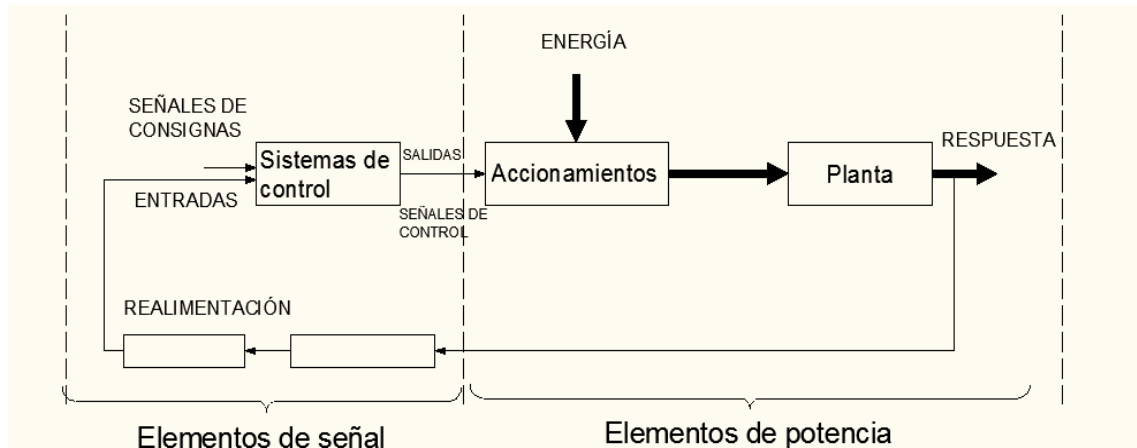 ENERGÍA
SEÑALES DE
CONSIGNAS
RESPUESTA
Sistemas de
control
SALIDAS
Accionamientos
Planta
ENTRADAS
SEÑALES DE
CONTROL
REALIMENTACIÓN
Elementos de señal
Elementos de potencia